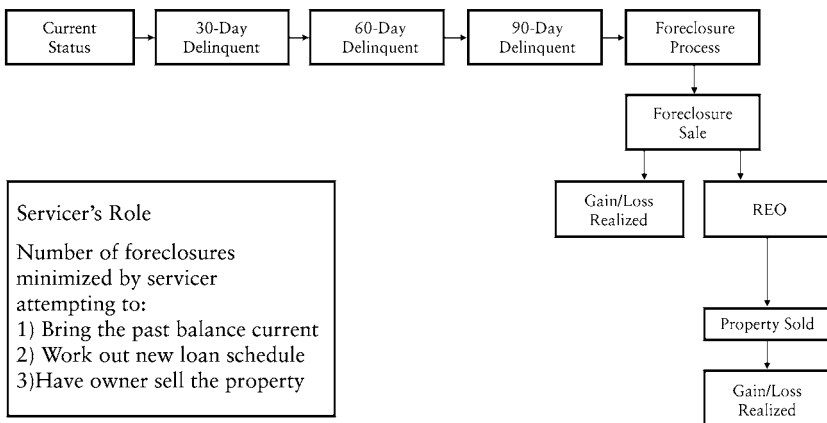 Current
Status
30-Day
Delinquent
60-Day
Delinquent
90-Day
Delinquent
Foreclosure
Process
Foreclosure
Sale
Gain/Loss
Realized
REO
Property Sold
Gain/Loss
Realized
Servicer's Role
Number of foreclosures
minimized by servicer
attempting to:
1) Bring the past balance current
2) Work out new loan schedule
3)Have owner sell the property